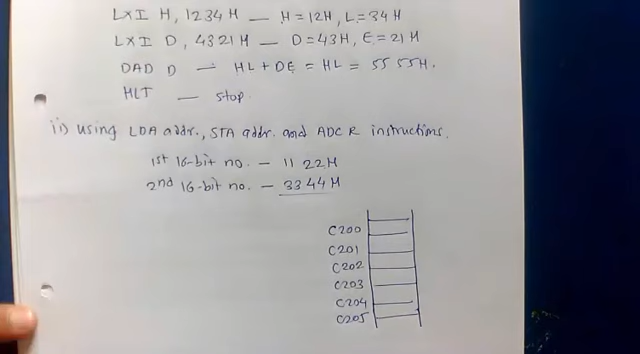 LXI H, 1234H — H=12H, L=34H
LXI D, 4321H — D=43H, E=21H
DAD D — HL+DE = HL = 5555H.
HLT — stop.
ii) using LDA addr., STA addr. and ADC R instructions.
1st 16-bit no. — 1122H
2nd 16-bit no. — 3344H
C200
C201
C202
C203
C204
C205